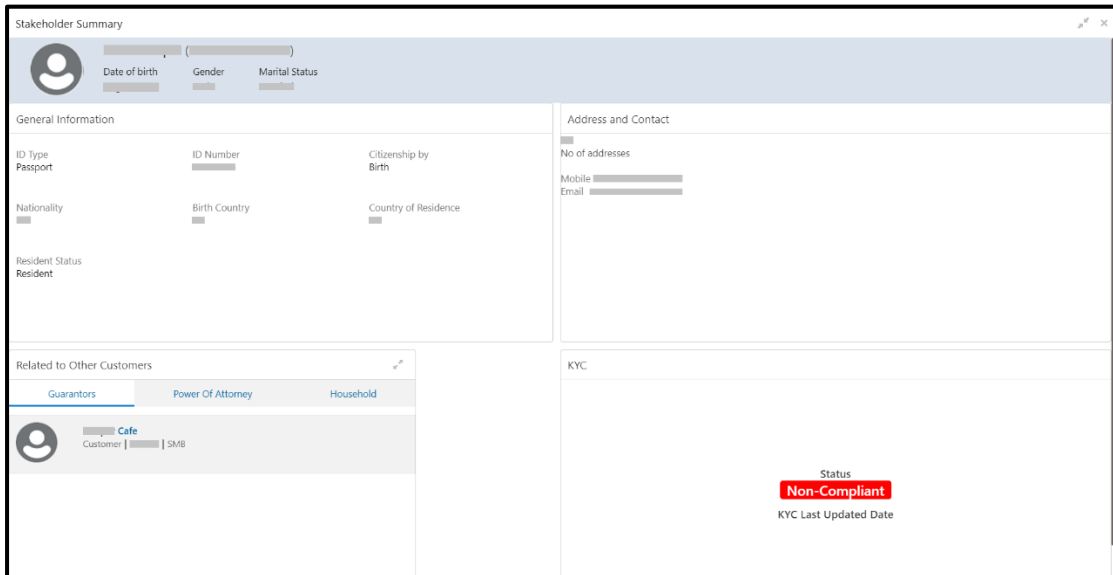 Stakeholder Summary
( )
Date of birth Gender Marital Status
General Information
ID Type ID Number Citizenship by
Passport Birth
Nationality Birth Country Country of Residence
Resident Status
Resident
Address and Contact
No of addresses
Mobile
Email
Related to Other Customers
Guarantors Power Of Attorney Household
Cafe
Customer | | SMB
KYC
Status
Non-Compliant
KYC Last Updated Date